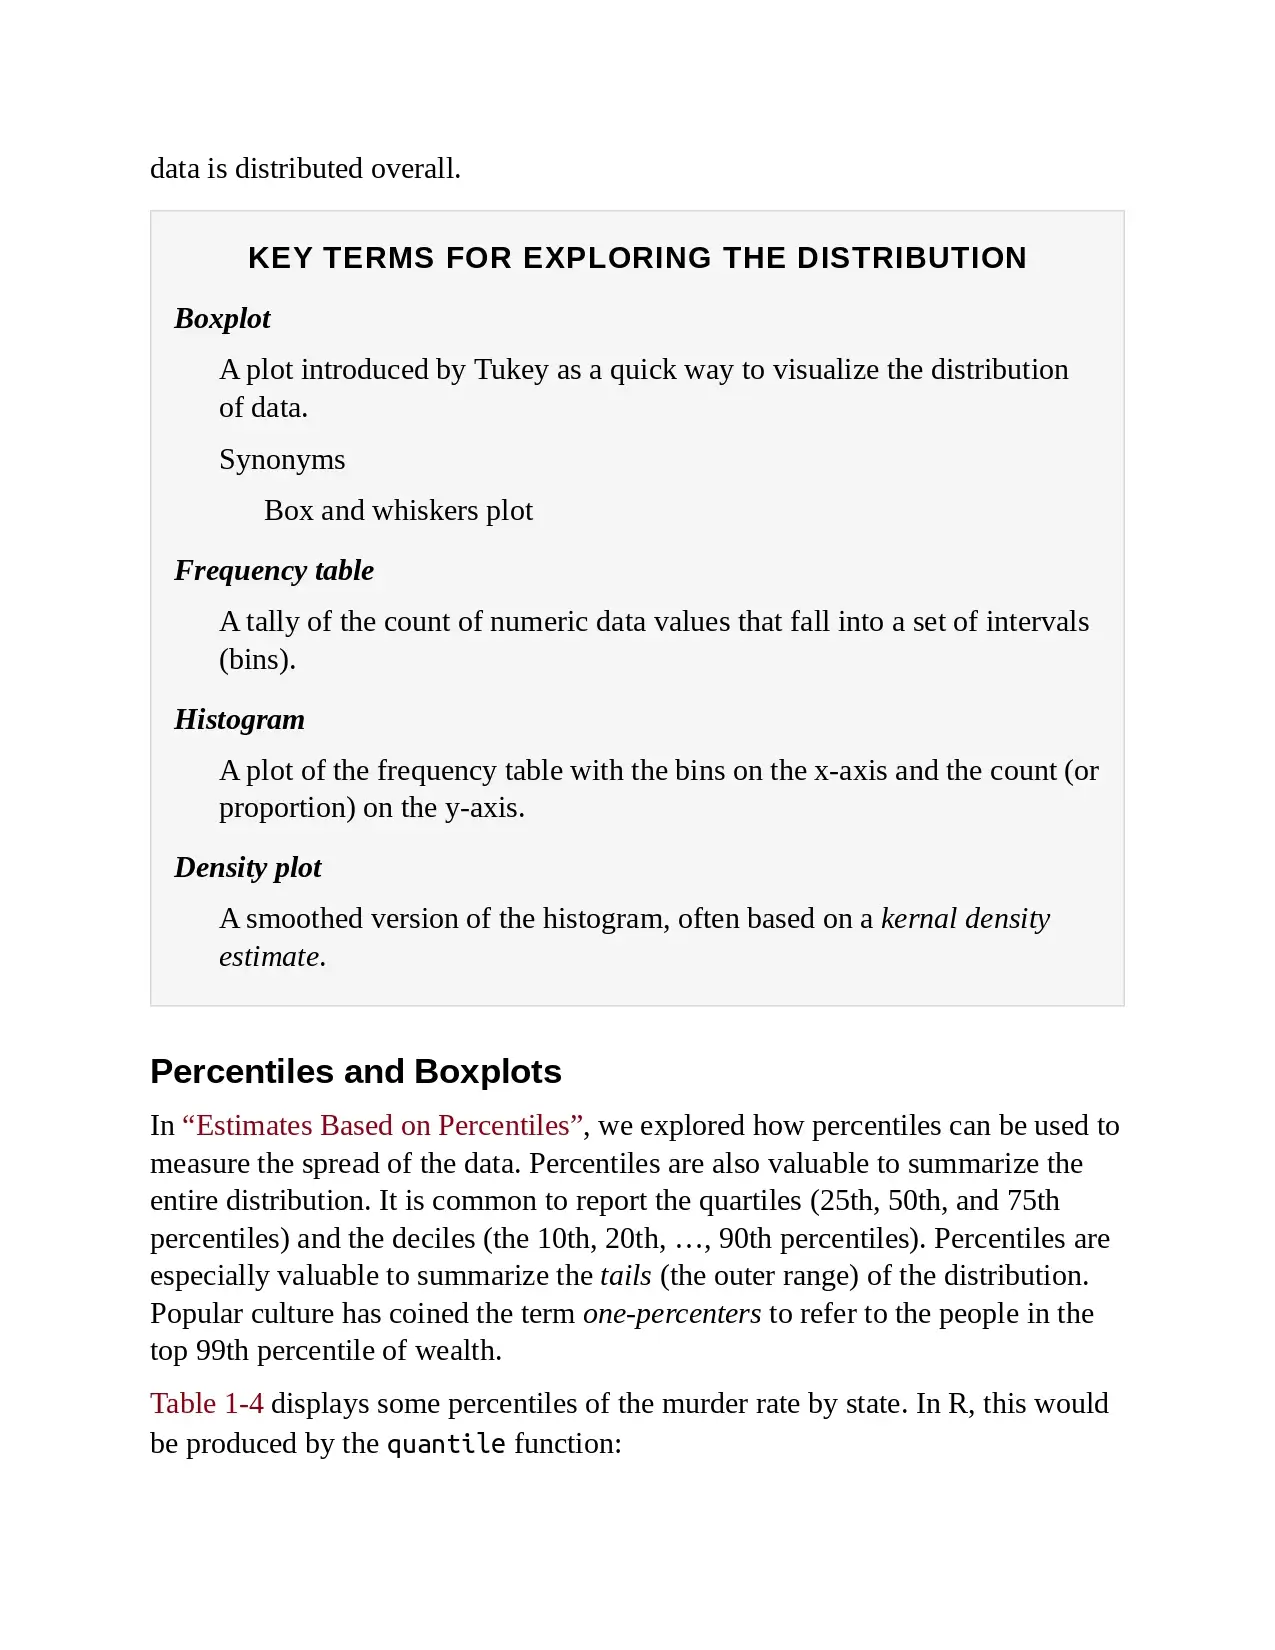 data is distributed overall.
KEY TERMS FOR EXPLORING THE DISTRIBUTION
Boxplot
A plot introduced by Tukey as a quick way to visualize the distribution
of data.
Synonyms
Box and whiskers plot
Frequency table
A tally of the count of numeric data values that fall into a set of intervals
(bins).
Histogram
A plot of the frequency table with the bins on the x-axis and the count (or
proportion) on the y-axis.
Density plot
A smoothed version of the histogram, often based on a kernal density
estimate.
Percentiles and Boxplots
In “Estimates Based on Percentiles”, we explored how percentiles can be used to
measure the spread of the data. Percentiles are also valuable to summarize the
entire distribution. It is common to report the quartiles (25th, 50th, and 75th
percentiles) and the deciles (the 10th, 20th, …, 90th percentiles). Percentiles are
especially valuable to summarize the tails (the outer range) of the distribution.
Popular culture has coined the term one-percenters to refer to the people in the
top 99th percentile of wealth.
Table 1-4 displays some percentiles of the murder rate by state. In R, this would
be produced by the quantile function: